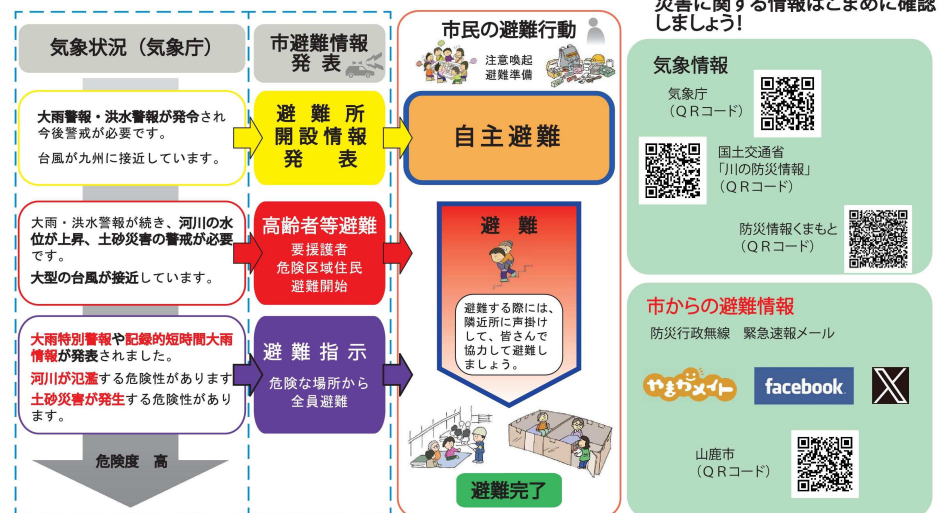 気象状況（気象庁）
大雨警報・洪水警報が発令され
今後警戒が必要です。
台風が九州に接近しています。
大雨・洪水警報が続き、河川の水
位が上昇、土砂災害の警戒が必要
です。
大型の台風が接近しています。
大雨特別警報や記録的短時間大雨
情報が発表されました。
河川が氾濫する危険性があります
土砂災害が発生する危険性があり
ます。
危険度　高
市避難情報
発　表
避難所
開設情報
発　表
高齢者等避難
要援護者
危険区域住民
避難開始
避難指示
危険な場所から
全員避難
市民の避難行動
注意喚起
避難準備
自主避難
避　難
避難する際には、
隣近所に声掛け
して、皆さんで
協力して避難し
ましょう。
避難完了
災害に関する情報はこまめに確認
しましょう！
気象情報
気象庁
（ＱＲコード）
国土交通省
「川の防災情報」
（ＱＲコード）
防災情報くまもと
（ＱＲコード）
市からの避難情報
防災行政無線　緊急速報メール
やまがメイト
facebook
X
山鹿市
（ＱＲコード）